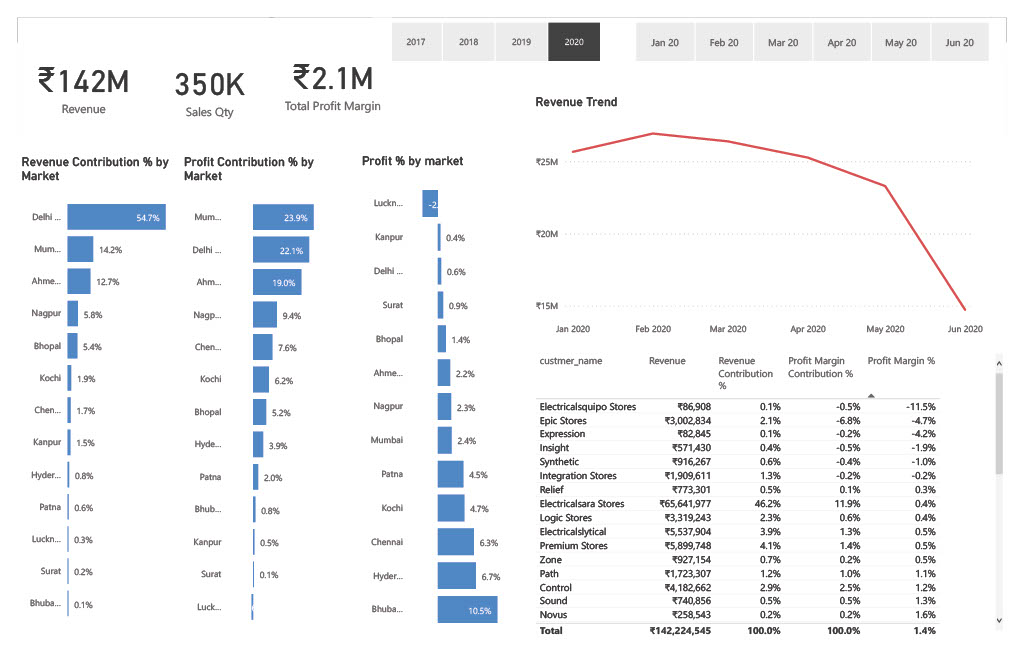 2017 2018 2019 2020
Jan 20 Feb 20 Mar 20 Apr 20 May 20 Jun 20
₹142M
Revenue
350K
Sales Qty
₹2.1M
Total Profit Margin
Revenue Contribution % by
Market
Delhi ... 54.7%
Mum... 14.2%
Ahme... 12.7%
Nagpur 5.8%
Bhopal 5.4%
Kochi 1.9%
Chen... 1.7%
Kanpur 1.5%
Hyder... 0.8%
Patna 0.6%
Luckn... 0.3%
Surat 0.2%
Bhuba... 0.1%
Profit Contribution % by
Market
Mum... 23.9%
Delhi ... 22.1%
Ahm... 19.0%
Nagp... 9.4%
Chen... 7.6%
Kochi 6.2%
Bhopal 5.2%
Hyde... 3.9%
Patna 2.0%
Bhub... 0.8%
Kanpur 0.5%
Surat 0.1%
Luck...
Profit % by market
Luckn... -2.
Kanpur 0.4%
Delhi ... 0.6%
Surat 0.9%
Bhopal 1.4%
Ahme... 2.2%
Nagpur 2.3%
Mumbai 2.4%
Patna 4.5%
Kochi 4.7%
Chennai 6.3%
Hyder... 6.7%
Bhuba... 10.5%
Revenue Trend
₹25M
₹20M
₹15M
Jan 2020 Feb 2020 Mar 2020 Apr 2020 May 2020 Jun 2020
custmer_name Revenue Revenue Profit Margin Profit Margin %
Contribution Contribution %
%
Electricalsquipo Stores ₹86,908 0.1% -0.5% -11.5%
Epic Stores ₹3,002,834 2.1% -6.8% -4.7%
Expression ₹82,845 0.1% -0.2% -4.2%
Insight ₹571,430 0.4% -0.5% -1.9%
Synthetic ₹916,267 0.6% -0.4% -1.0%
Integration Stores ₹1,909,611 1.3% -0.2% -0.2%
Relief ₹773,301 0.5% 0.1% 0.3%
Electricalsara Stores ₹65,641,977 46.2% 11.9% 0.4%
Logic Stores ₹3,319,243 2.3% 0.6% 0.4%
Electricalslytical ₹5,537,904 3.9% 1.3% 0.5%
Premium Stores ₹5,899,748 4.1% 1.4% 0.5%
Zone ₹927,154 0.7% 0.2% 0.5%
Path ₹1,723,307 1.2% 1.0% 1.1%
Control ₹4,182,662 2.9% 2.5% 1.2%
Sound ₹740,856 0.5% 0.5% 1.3%
Novus ₹258,543 0.2% 0.2% 1.6%
Total ₹142,224,545 100.0% 100.0% 1.4%